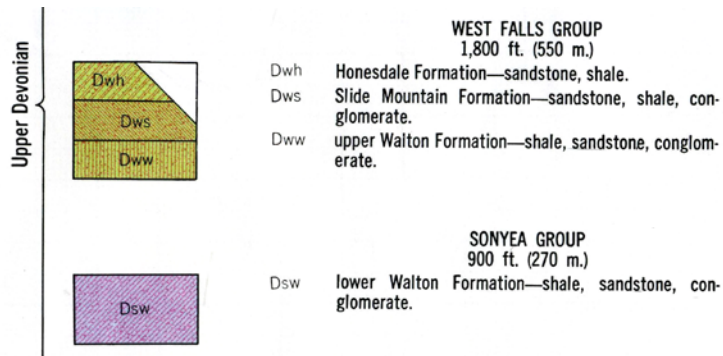 Upper Devonian
WEST FALLS GROUP
1,800 ft. (550 m.)
Dwh
Dws
Dww
Dwh Honesdale Formation—sandstone, shale.
Dws Slide Mountain Formation—sandstone, shale, con-
glomerate.
Dww upper Walton Formation—shale, sandstone, conglom-
erate.
SONYEA GROUP
900 ft. (270 m.)
Dsw
Dsw lower Walton Formation—shale, sandstone, con-
glomerate.